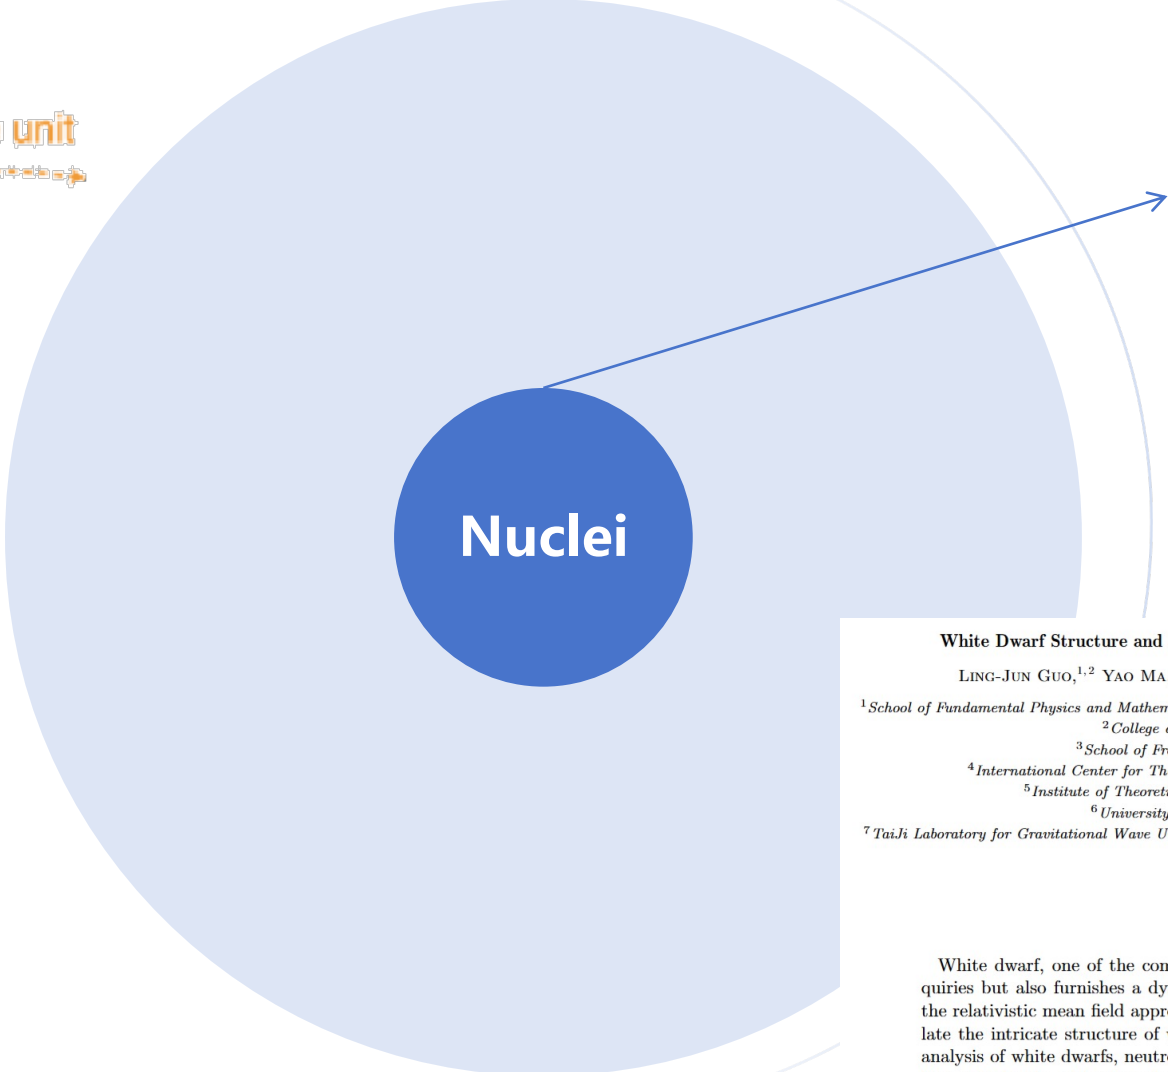 unit
Nuclei
White Dwarf Structure and
LING-JUN GUO,1,2 YAO MA
1School of Fundamental Physics and Mathem
2College
3School of Fr
4International Center for Th
5Institute of Theoreti
6University
7TaiJi Laboratory for Gravitational Wave U
White dwarf, one of the com
quiries but also furnishes a dy
the relativistic mean field appr
late the intricate structure of
analysis of white dwarfs, neutr